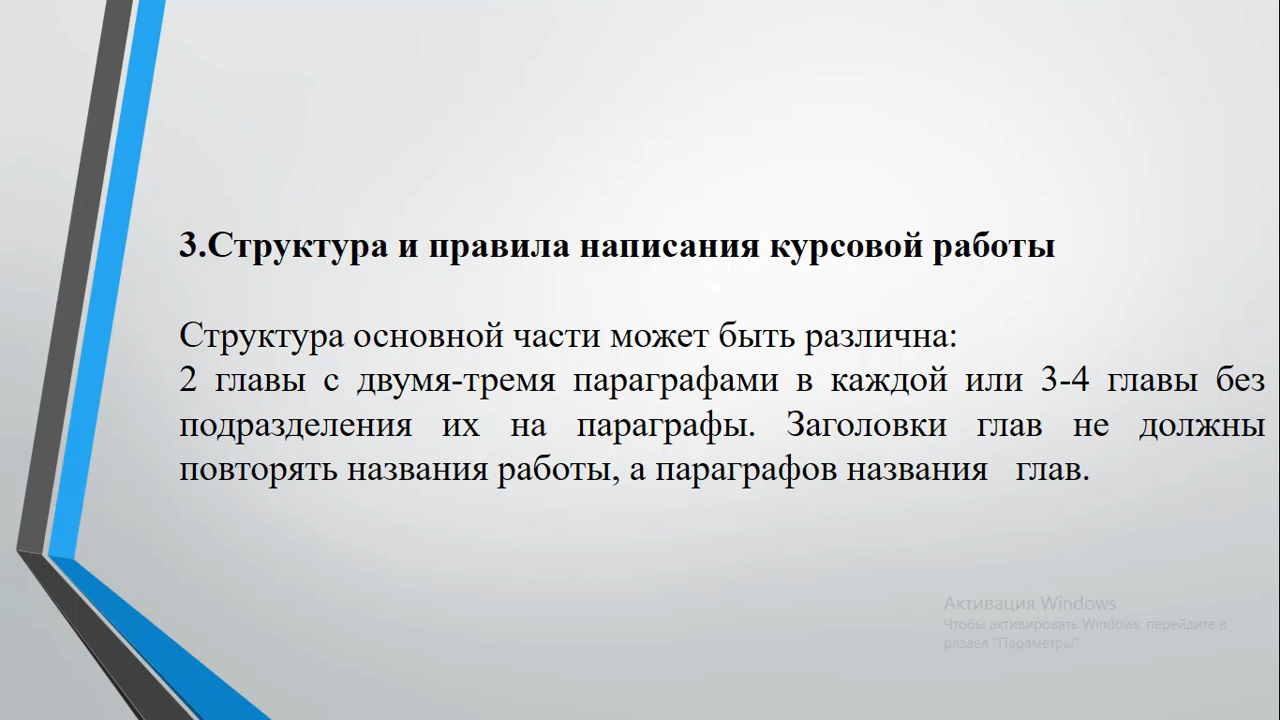 3.Структура и правила написания курсовой работы
Структура основной части может быть различна:
2 главы с двумя-тремя параграфами в каждой или 3-4 главы без
подразделения их на параграфы. Заголовки глав не должны
повторять названия работы, а параграфов названия глав.
Активация Windows
Чтобы активировать Windows, перейдите в
раздел "Параметры".